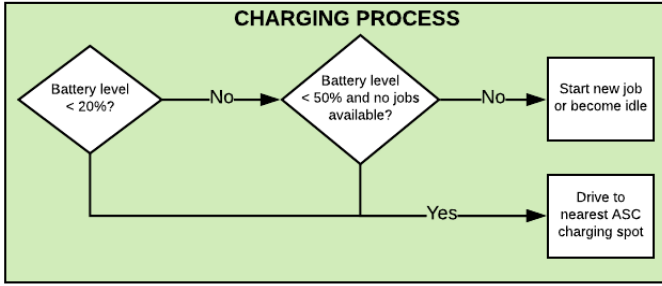 CHARGING PROCESS
Battery level
< 20%?
No
Battery level
< 50% and no jobs
available?
No
Start new job
or become idle
Yes
Drive to
nearest ASC
charging spot